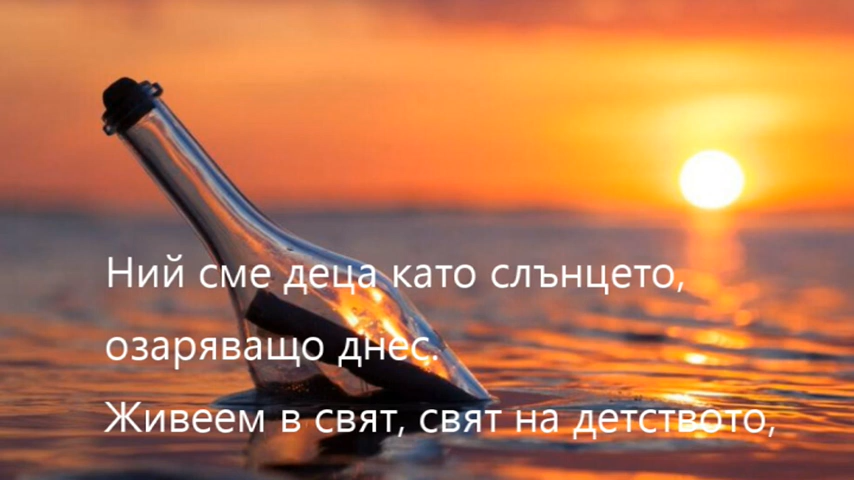 Ний сме деца като слънцето,
озаряващо днес.
Живеем в свят, свят на детството,